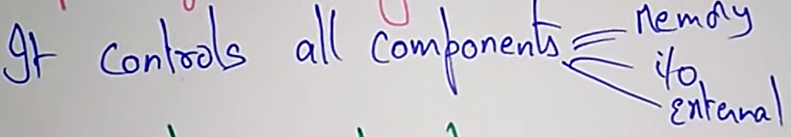 It controls all components
Memory
i/o
external